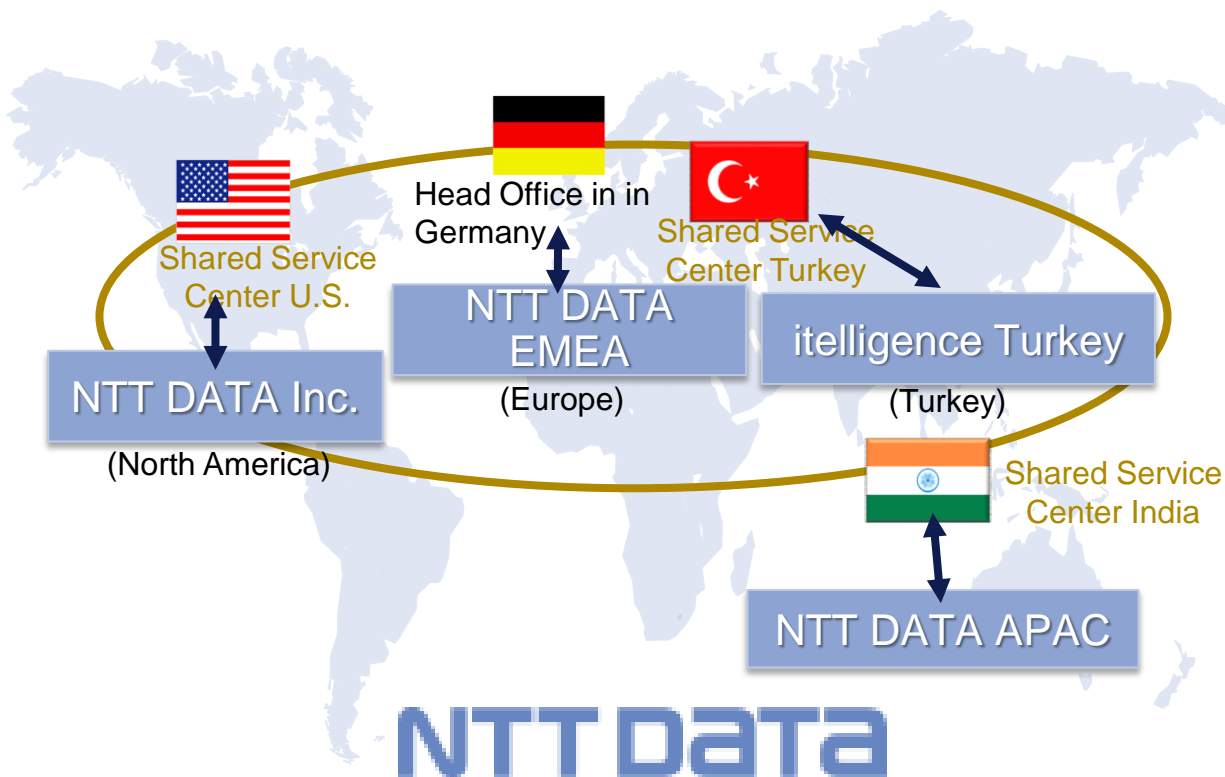 Head Office in in
Germany
Shared Service
Center U.S.
Shared Service
Center Turkey
NTT DATA
EMEA
(Europe)
itelligence Turkey
(Turkey)
NTT DATA Inc.
(North America)
Shared Service
Center India
NTT DATA APAC
NTT DATA